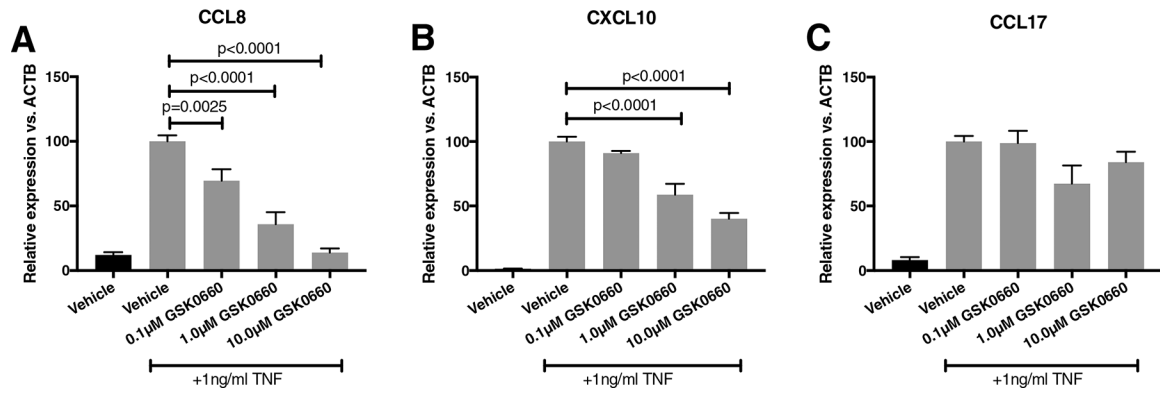 A
CCL8
p<0.0001
p<0.0001
p=0.0025
Relative expression vs. ACTB
150
100
50
0
Vehicle
Vehicle
0.1µM GSK0660
1.0µM GSK0660
10.0µM GSK0660
+1ng/ml TNF
B
CXCL10
p<0.0001
p<0.0001
Relative expression vs. ACTB
150
100
50
0
Vehicle
Vehicle
0.1µM GSK0660
1.0µM GSK0660
10.0µM GSK0660
+1ng/ml TNF
C
CCL17
Relative expression vs. ACTB
150
100
50
0
Vehicle
Vehicle
0.1µM GSK0660
1.0µM GSK0660
10.0µM GSK0660
+1ng/ml TNF